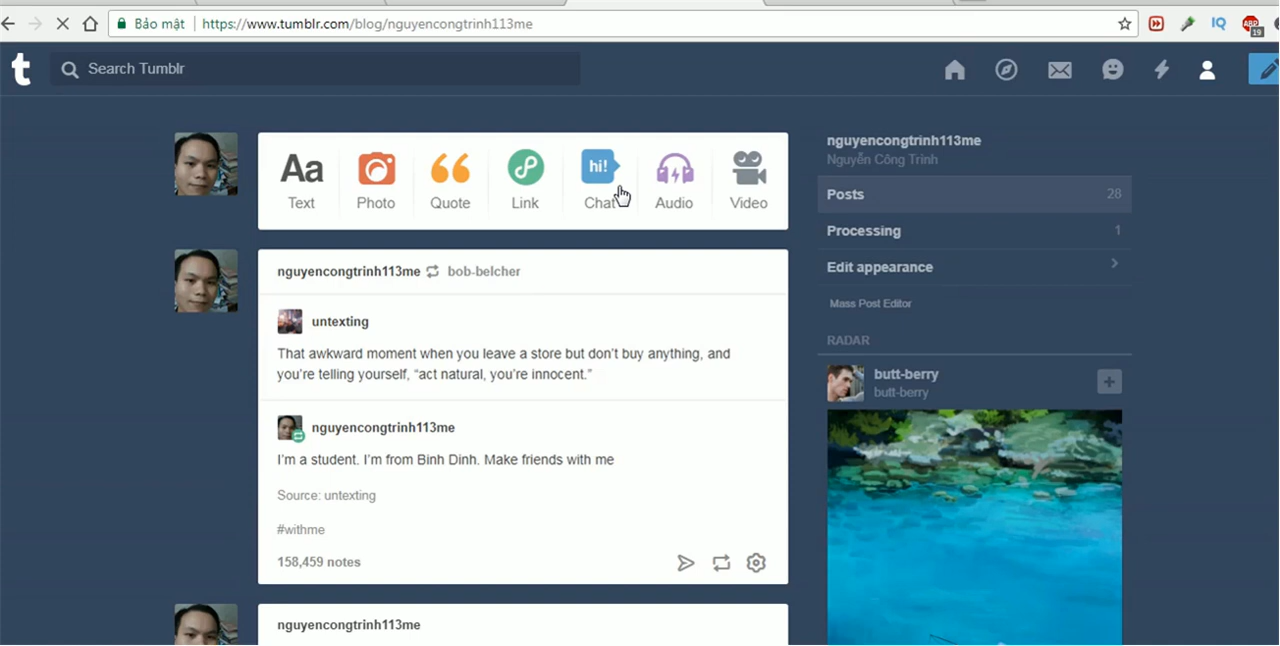 Bảo mật
https://www.tumblr.com/blog/nguyencongtrinh113me
IQ
ABP
19
t
Search Tumblr
Aa
hi!
Text
Photo
Quote
Link
Chat
Audio
Video
nguyencongtrinh113me
Nguyễn Công Trình
Posts 28
Processing 1
Edit appearance
Mass Post Editor
RADAR
butt-berry
butt-berry
nguyencongtrinh113me bob-belcher
untexting
That awkward moment when you leave a store but don’t buy anything, and
you’re telling yourself, “act natural, you’re innocent.”
nguyencongtrinh113me
I’m a student. I’m from Binh Dinh. Make friends with me
Source: untexting
#withme
158,459 notes
nguyencongtrinh113me